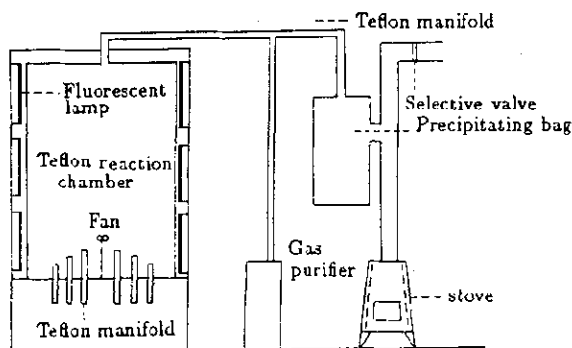 Teflon manifold
Fluorescent
lamp
Selective valve
Precipitating bag
Teflon reaction
chamber
Fan
Gas
purifier
stove
Teflon manifold